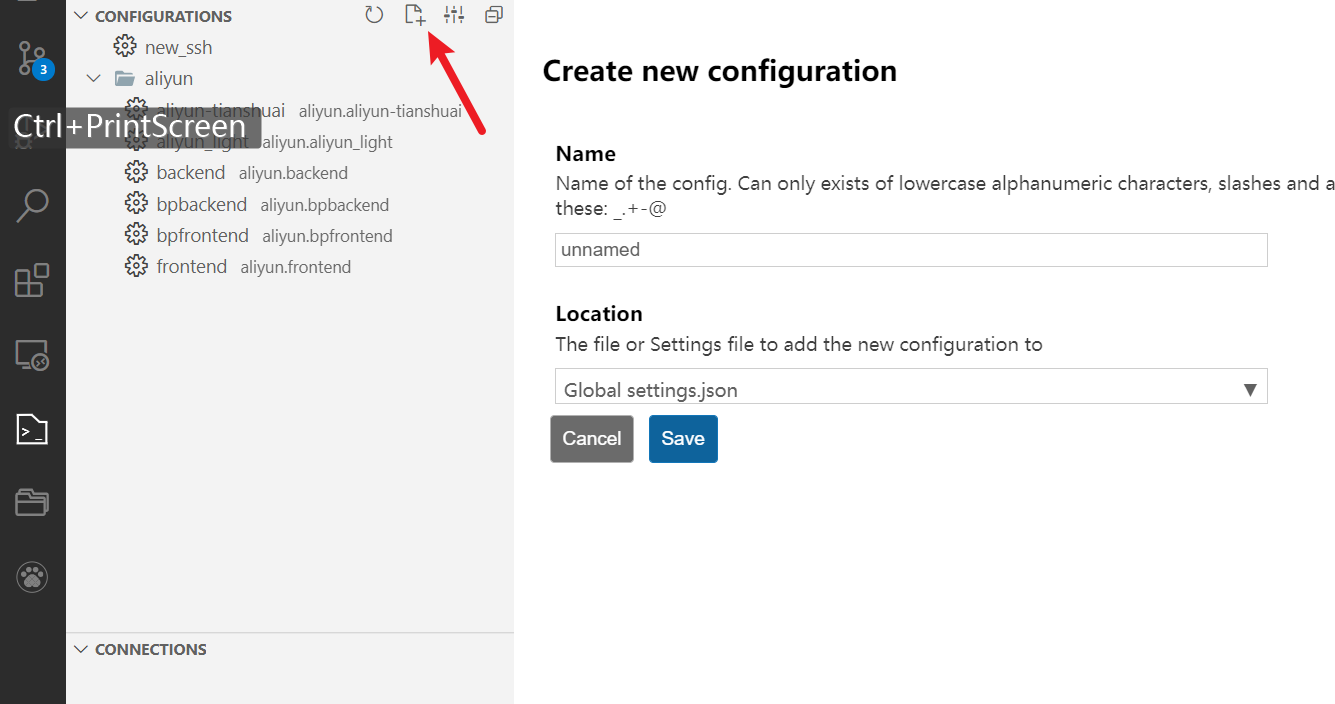 CONFIGURATIONS
new_ssh
3
aliyun
aliyun-tianshuai aliyun.aliyun-tianshuai
Ctrl+PrintScreen
aliyun_light aliyun.aliyun_light
backend aliyun.backend
bpbackend aliyun.bpbackend
bpfrontend aliyun.bpfrontend
frontend aliyun.frontend
CONNECTIONS
Create new configuration
Name
Name of the config. Can only exists of lowercase alphanumeric characters, slashes and a
these: _.+-@
unnamed
Location
The file or Settings file to add the new configuration to
Global settings.json
Cancel Save